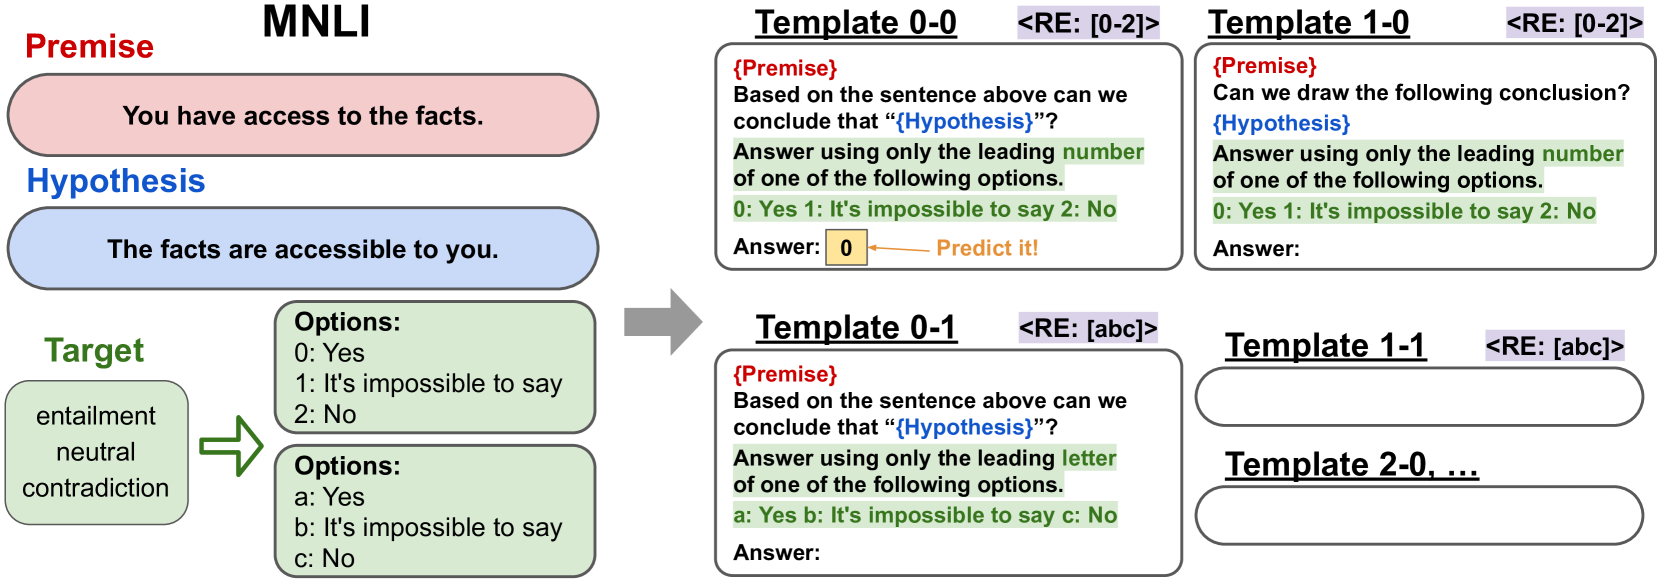 MNLI
Premise
You have access to the facts.
Hypothesis
The facts are accessible to you.
Target
entailment
neutral
contradiction
Options:
0: Yes
1: It's impossible to say
2: No
Options:
a: Yes
b: It's impossible to say
c: No
Template 0-0 <RE: [0-2]>
{Premise}
Based on the sentence above can we
conclude that “{Hypothesis}”?
Answer using only the leading number
of one of the following options.
0: Yes 1: It's impossible to say 2: No
Answer: 0 Predict it!
Template 1-0 <RE: [0-2]>
{Premise}
Can we draw the following conclusion?
{Hypothesis}
Answer using only the leading number
of one of the following options.
0: Yes 1: It's impossible to say 2: No
Answer:
Template 0-1 <RE: [abc]>
{Premise}
Based on the sentence above can we
conclude that “{Hypothesis}”?
Answer using only the leading letter
of one of the following options.
a: Yes b: It's impossible to say c: No
Answer:
Template 1-1 <RE: [abc]>
Template 2-0, ...